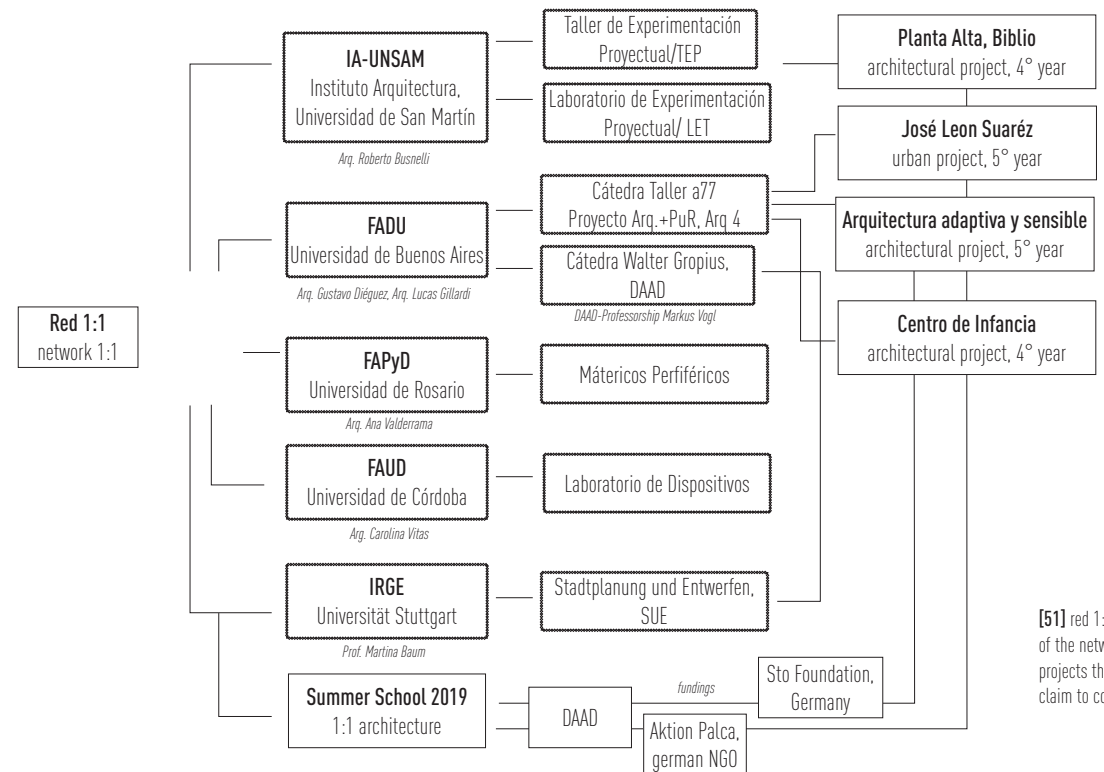 Red 1:1
network 1:1
IA-UNSAM
Instituto Arquitectura,
Universidad de San Martín
Arq. Roberto Busnelli
FADU
Universidad de Buenos Aires
Arq. Gustavo Diéguez, Arq. Lucas Gillardi
FAPyD
Universidad de Rosario
Arq. Ana Valderrama
FAUD
Universidad de Córdoba
Arg. Carolina Vitas
IRGE
Universität Stuttgart
Prof. Martina Baum
Summer School 2019
1:1 architecture
Taller de Experimentación
Proyectual/TEP
Laboratorio de Experimentación
Proyectual/ LET
Cátedra Taller a77
Proyecto Arq.+PuR, Arq 4
Cátedra Walter Gropius,
DAAD
DAAD-Professorship Markus Vogl
Mátericos Perfiféricos
Laboratorio de Dispositivos
Stadtplanung und Entwerfen,
SUE
DAAD
fundings
Sto Foundation,
Germany
Aktion Palca,
german NGO
Planta Alta, Biblio
architectural project, 4° year
José Leon Suaréz
urban project, 5° year
Arquitectura adaptiva y sensible
architectural project, 5° year
Centro de Infancia
architectural project, 4° year
[51] red 1:
of the netw
projects th
claim to co